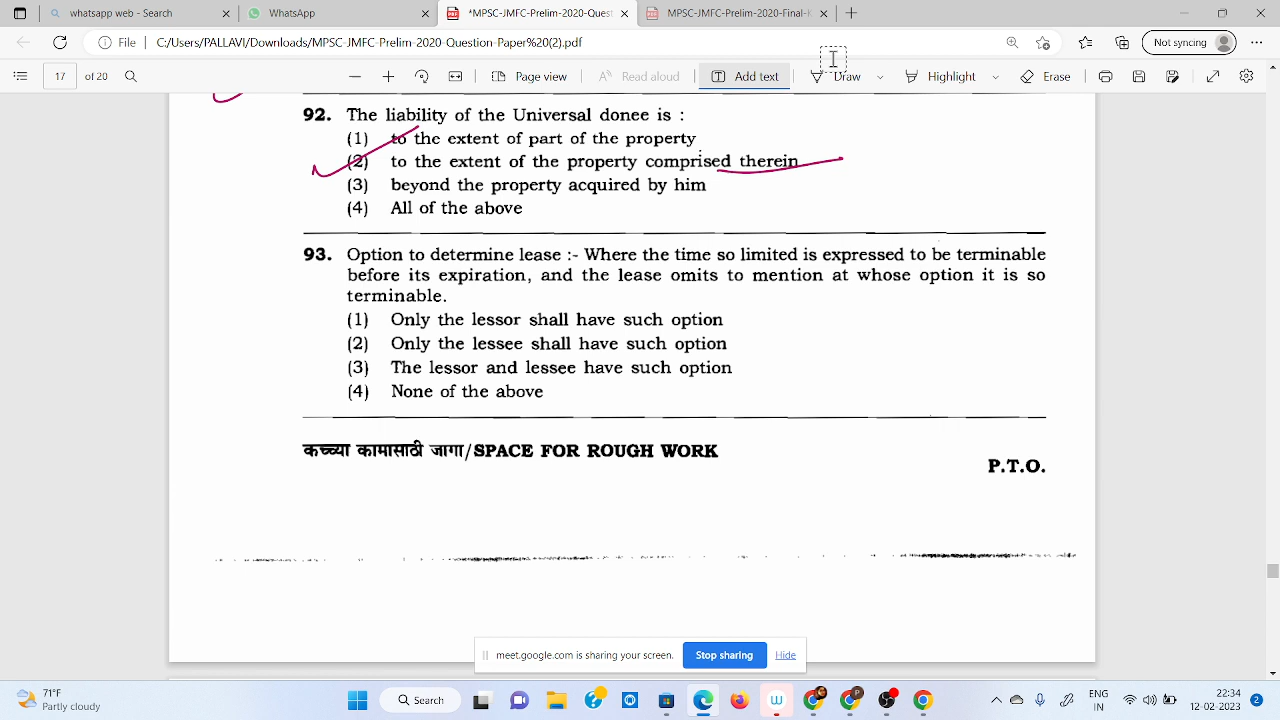 whatsapp web - Search
WhatsApp
*MPSC_JMFC-Prelim-2020-Questi
MPSC_JMFC-Prelim-2020-Final-K
File
C:/Users/PALLAVI/Downloads/MPSC_JMFC-Prelim-2020-Question-Pape%20(2).pdf
Not syncing
17 of 20
Page view
Read aloud
Add text
Draw
Highlight
Erase
92. The liability of the Universal donee is :
(1) to the extent of part of the property
(2) to the extent of the property comprised therein
(3) beyond the property acquired by him
(4) All of the above
93. Option to determine lease :- Where the time so limited is expressed to be terminable
before its expiration, and the lease omits to mention at whose option it is so
terminable.
(1) Only the lessor shall have such option
(2) Only the lessee shall have such option
(3) The lessor and lessee have such option
(4) None of the above
कच्च्या कामासाठी जागा/SPACE FOR ROUGH WORK
P.T.O.
meet.google.com is sharing your screen.
Stop sharing
Hide
71°F
Partly cloudy
Search
ENG
IN
22:34
12-02-2023
2